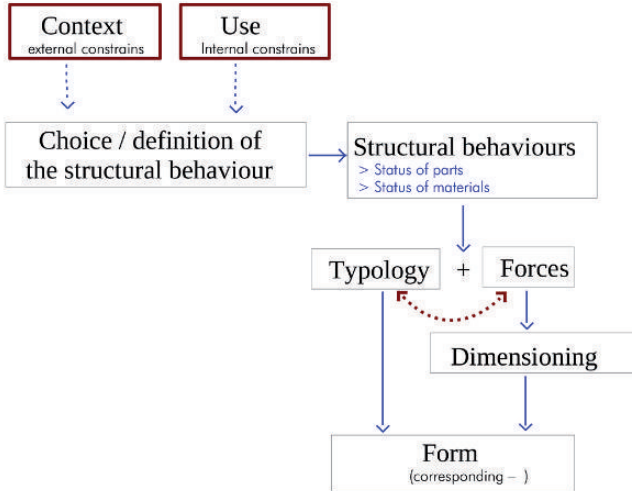 Context
external constrains
Use
Internal constrains
Choice / definition of
the structural behaviour
Structural behaviours
> Status of parts
> Status of materials
Typology + Forces
Dimensioning
Form
(corresponding – )